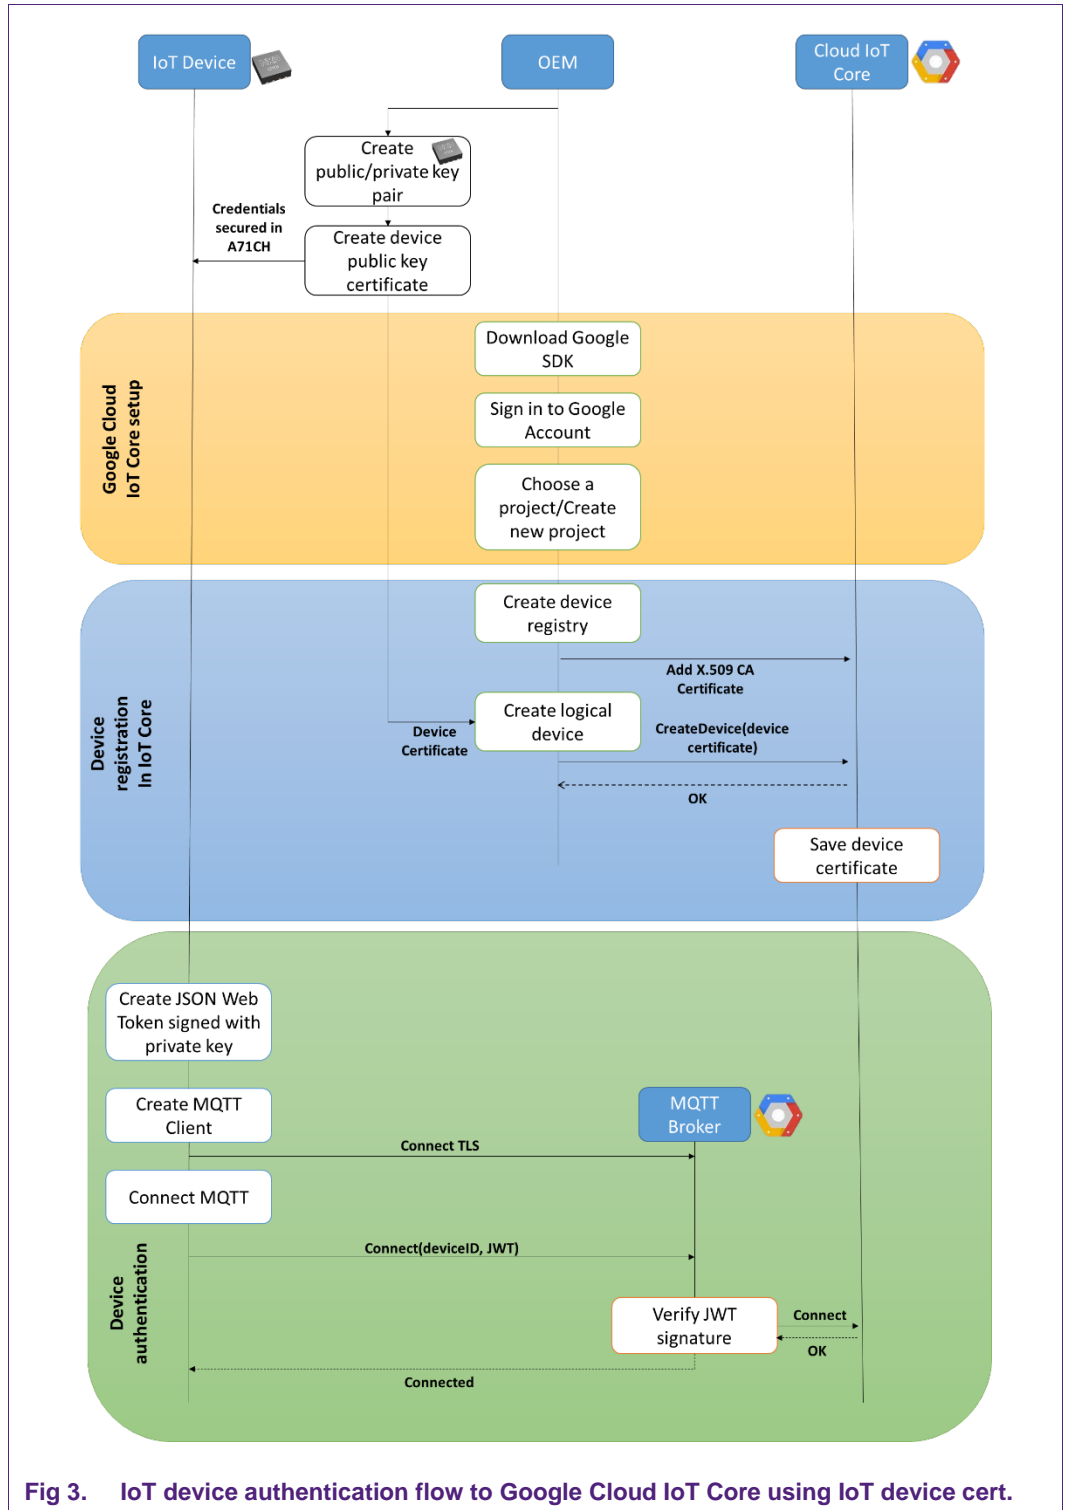 IoT Device
OEM
Cloud IoT
Core
Create
public/private key
pair
Credentials
secured in
A71CH
Create device
public key
certificate
Google Cloud
IoT Core setup
Download Google
SDK
Sign in to Google
Account
Choose a
project/Create
new project
Device
registration
In IoT Core
Create device
registry
Add X.509 CA
Certificate
Create logical
device
Device
Certificate
CreateDevice(device
certificate)
OK
Save device
certificate
Create JSON Web
Token signed with
private key
Create MQTT
Client
MQTT
Broker
Connect TLS
Connect MQTT
Device
authentication
Connect(deviceID, JWT)
Verify JWT
signature
Connect
OK
Connected
Fig 3. IoT device authentication flow to Google Cloud IoT Core using IoT device cert.